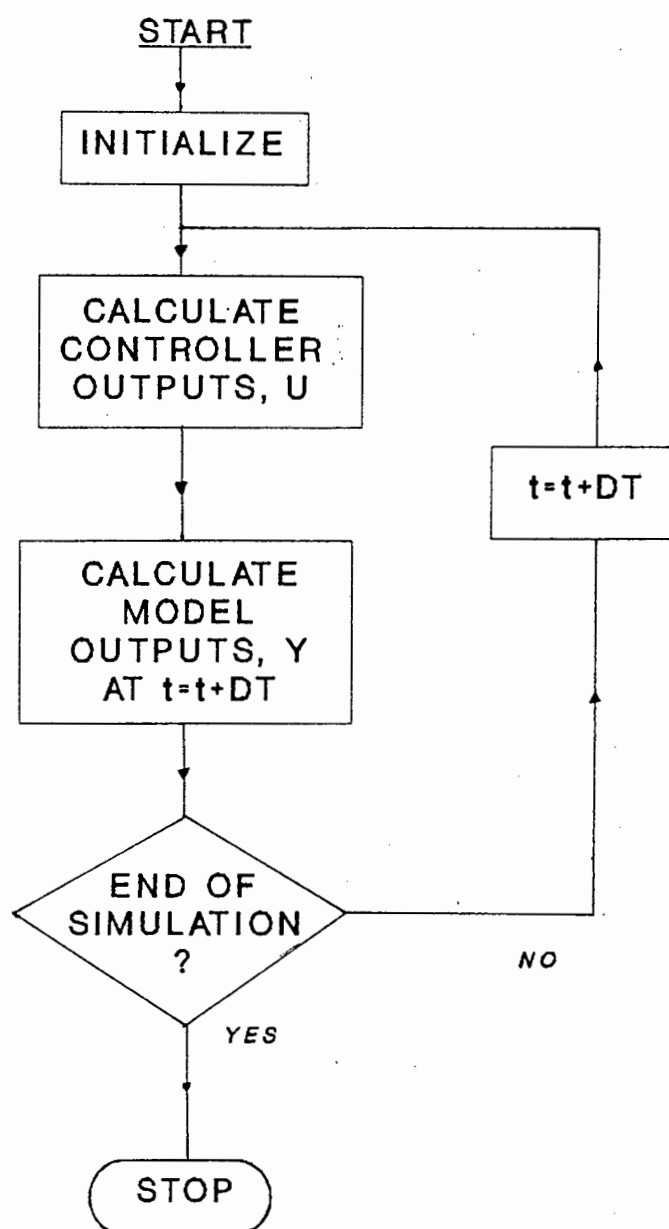 START
INITIALIZE
CALCULATE
CONTROLLER
OUTPUTS, U
t=t+DT
CALCULATE
MODEL
OUTPUTS, Y
AT t=t+DT
END OF
SIMULATION
?
NO
YES
STOP